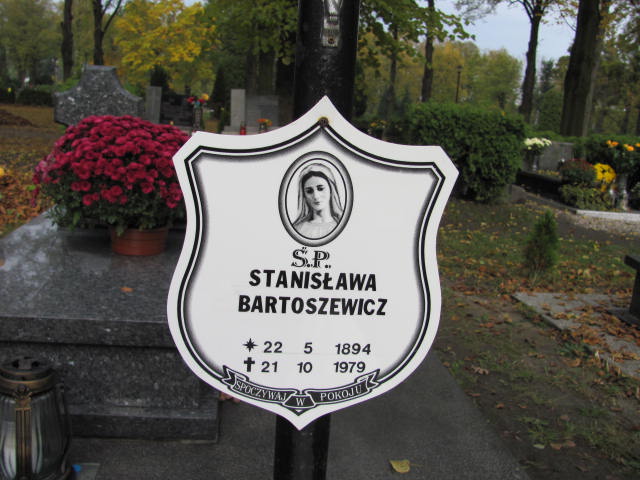 Ś.P.
STANISŁAWA
BARTOSZEWICZ
✴ 22 5 1894
✝ 21 10 1979
SPOCZYWAJ W POKOJU